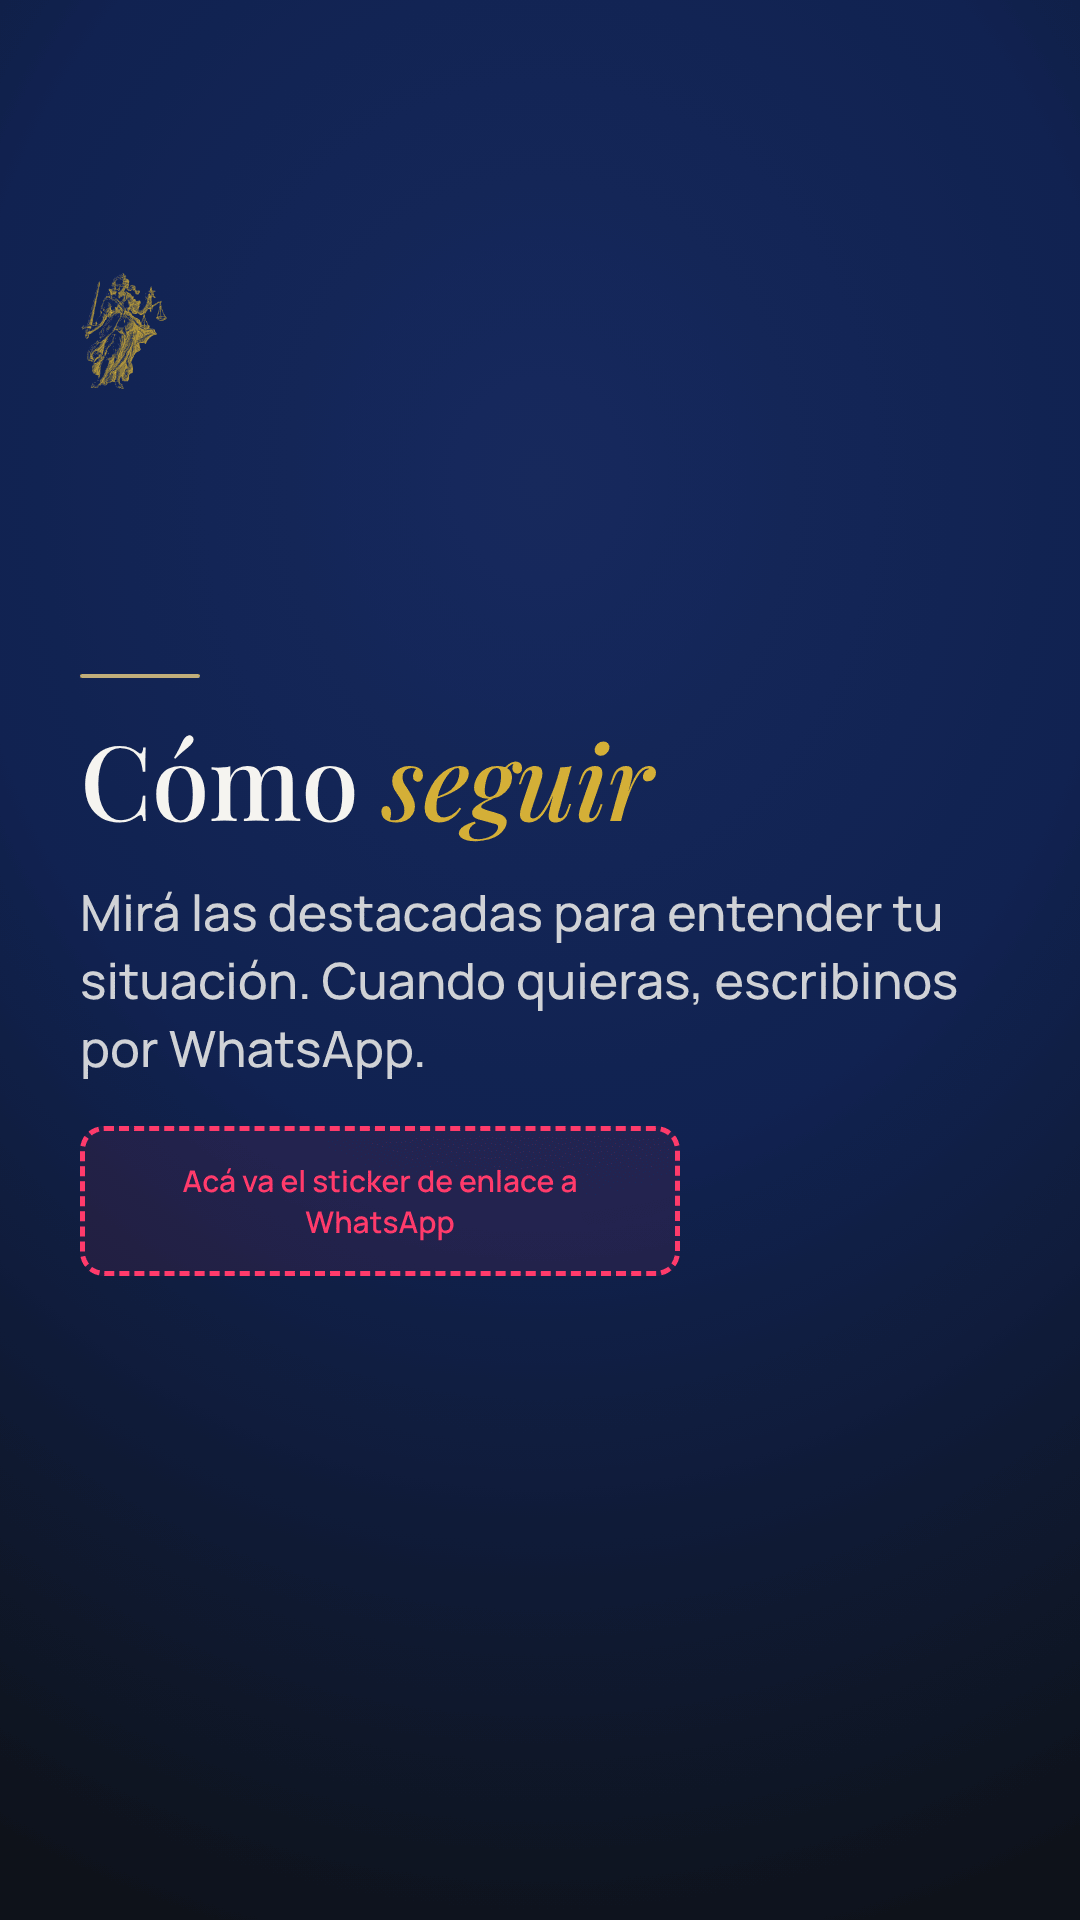 Cómo seguir
Mirá las destacadas para entender tu
situación. Cuando quieras, escribinos
por WhatsApp.
Acá va el sticker de enlace a
WhatsApp